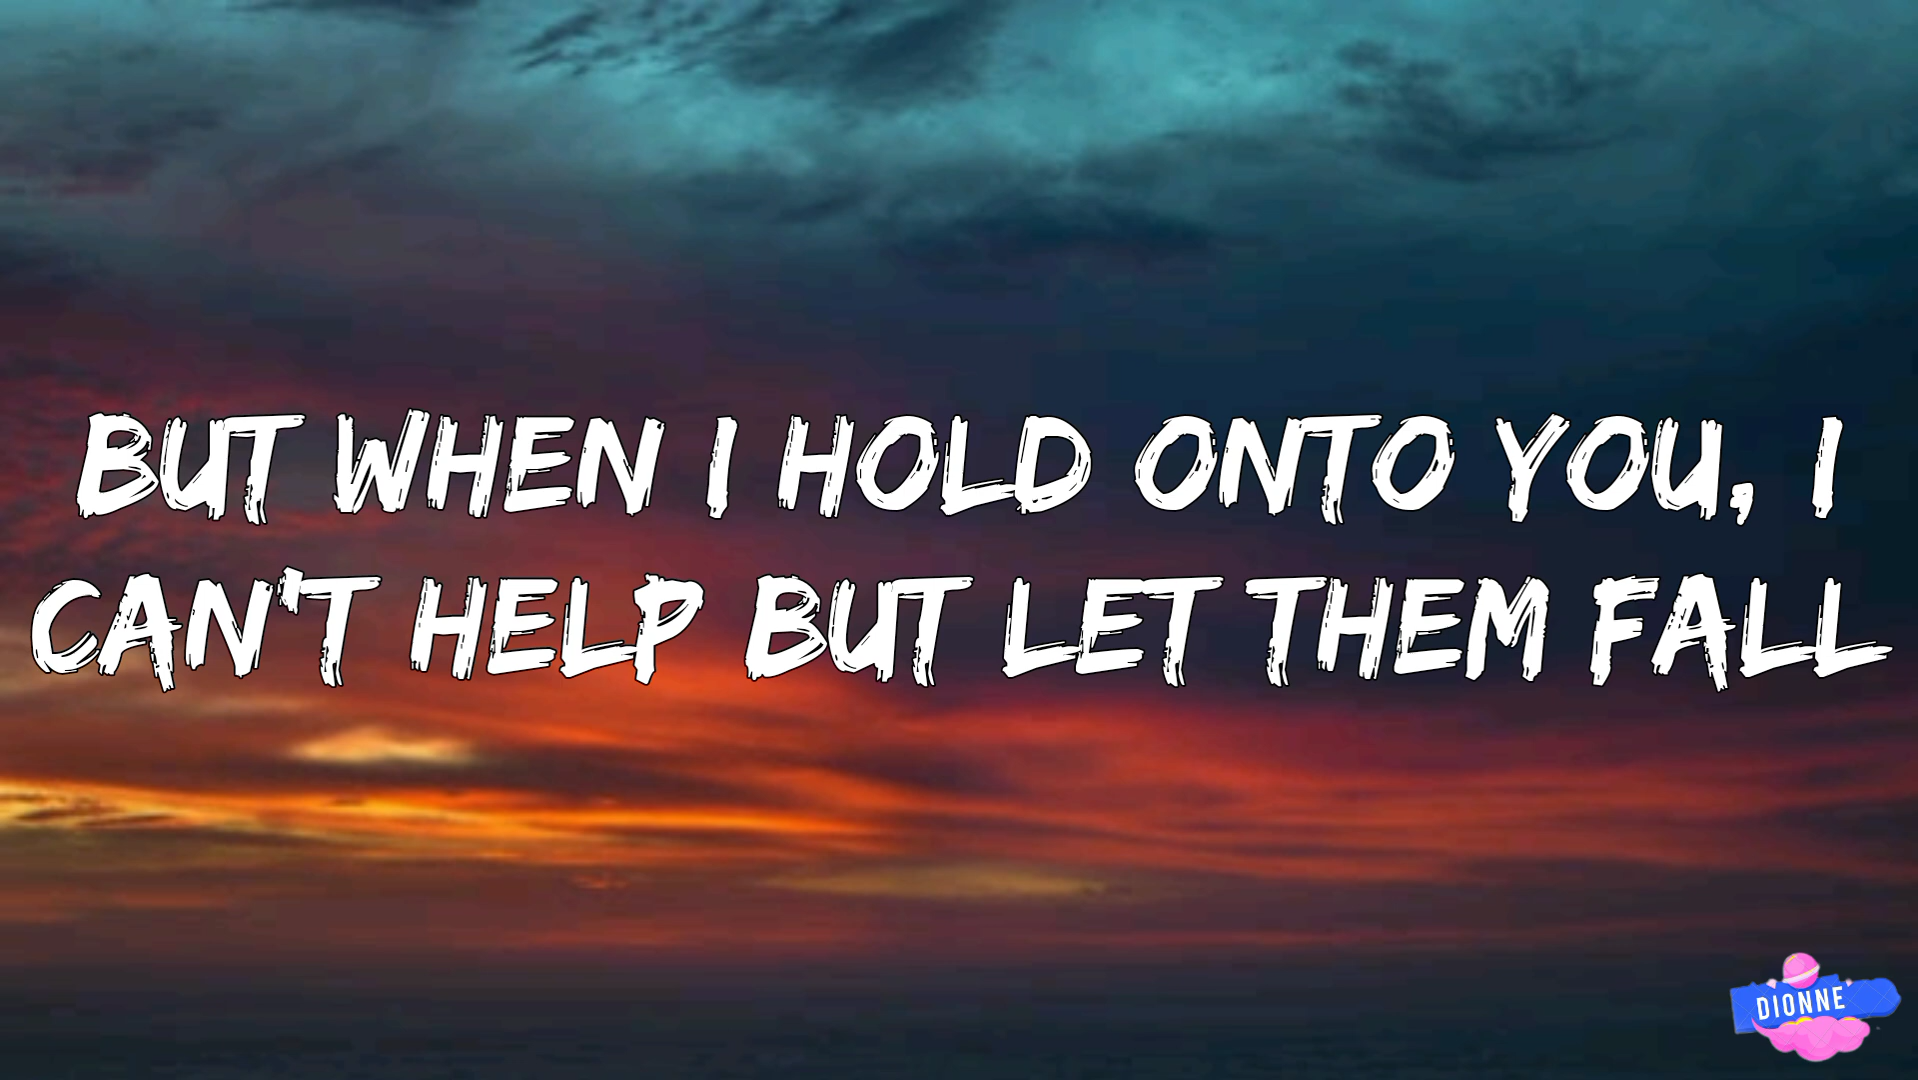 BUT WHEN I HOLD ONTO YOU, I
CAN'T HELP BUT LET THEM FALL
DIONNE